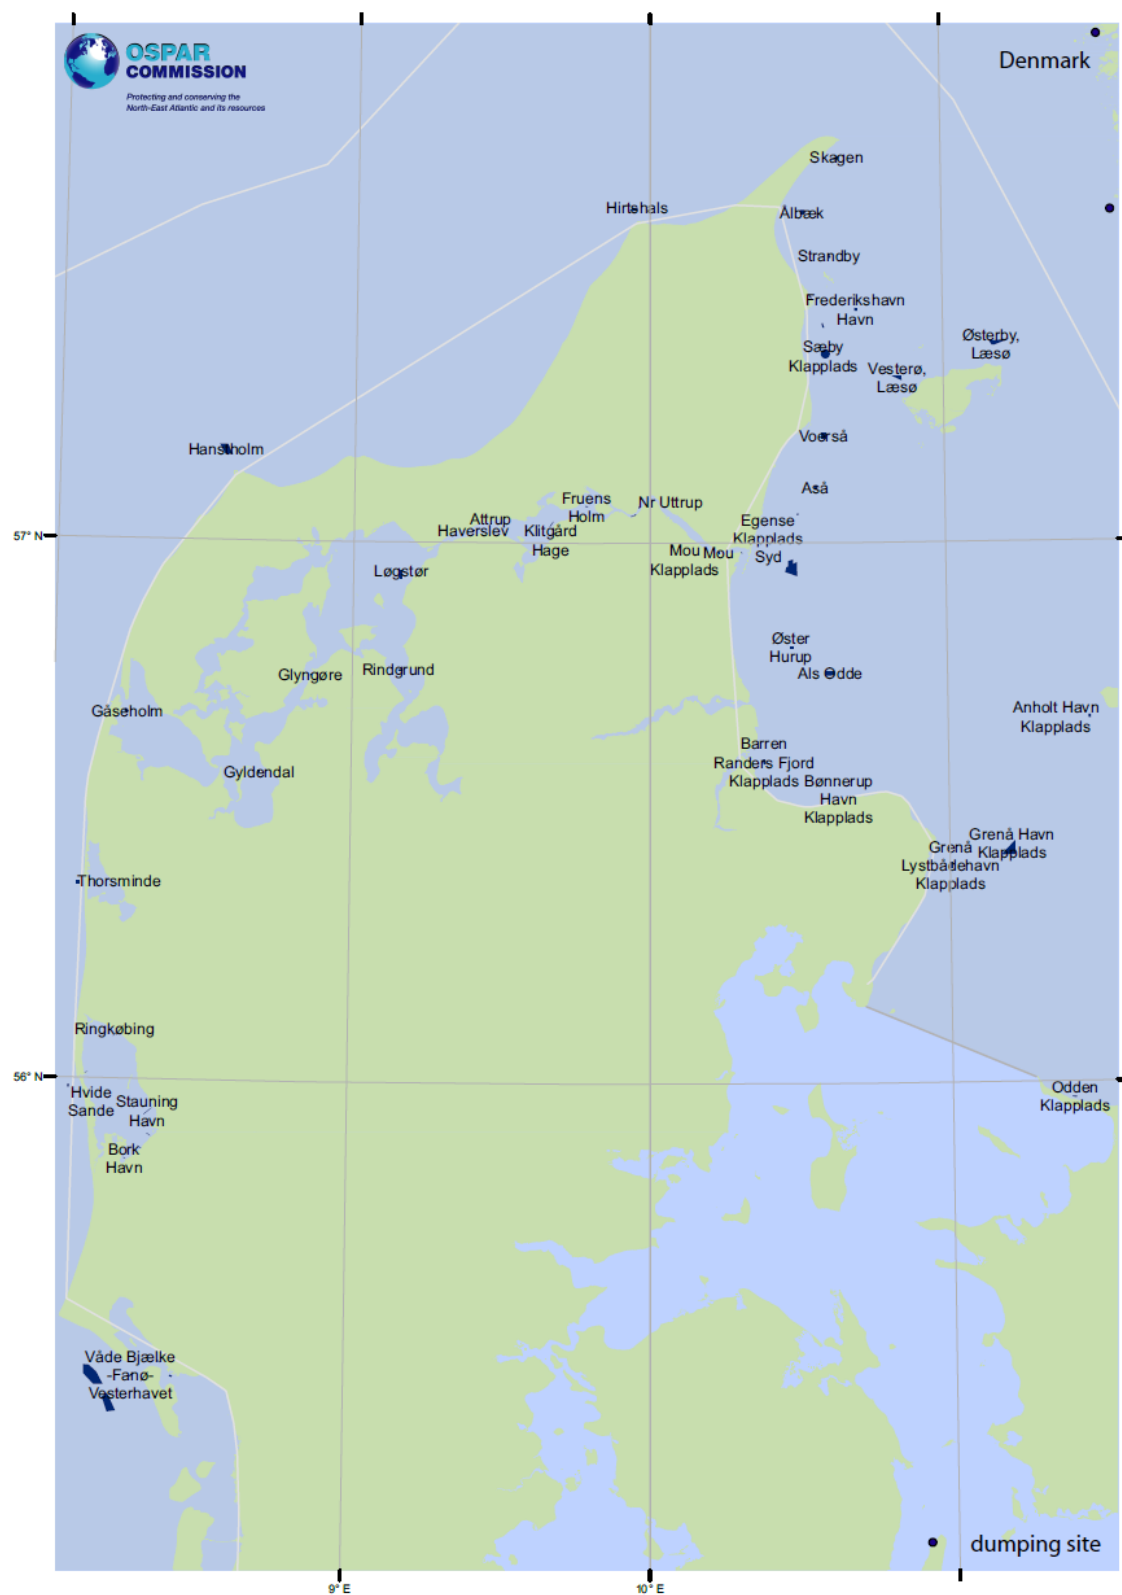 OSPAR
COMMISSION
Protecting and conserving the
North-East Atlantic and its resources
Denmark
Skagen
Hirtshals
Ålbæk
Strandby
Frederikshavn
Havn
Østerby,
Læsø
Sæby
Klapplads
Vesterø,
Læsø
Voerså
Hanstholm
Aså
Fruens
Holm
Nr Uttrup
Attrup
Haverslev
Klitgård
Hage
Egense
Klapplads
Syd
57° N
Mou
Klapplads
Mou
Løgstør
Øster
Hurup
Als Odde
Rindgrund
Glyngøre
Gåseholm
Anholt Havn
Klapplads
Barren
Randers Fjord
Klapplads
Gyldendal
Bønnerup
Havn
Klapplads
Grenå Havn
Klapplads
Grenå
Lystbådehavn
Klapplads
Thorsminde
Ringkøbing
56° N
Hvide
Sande
Stauning
Havn
Odden
Klapplads
Bork
Havn
Våde Bjælke
-Fanø-
Vesterhavet
dumping site
9° E
10° E